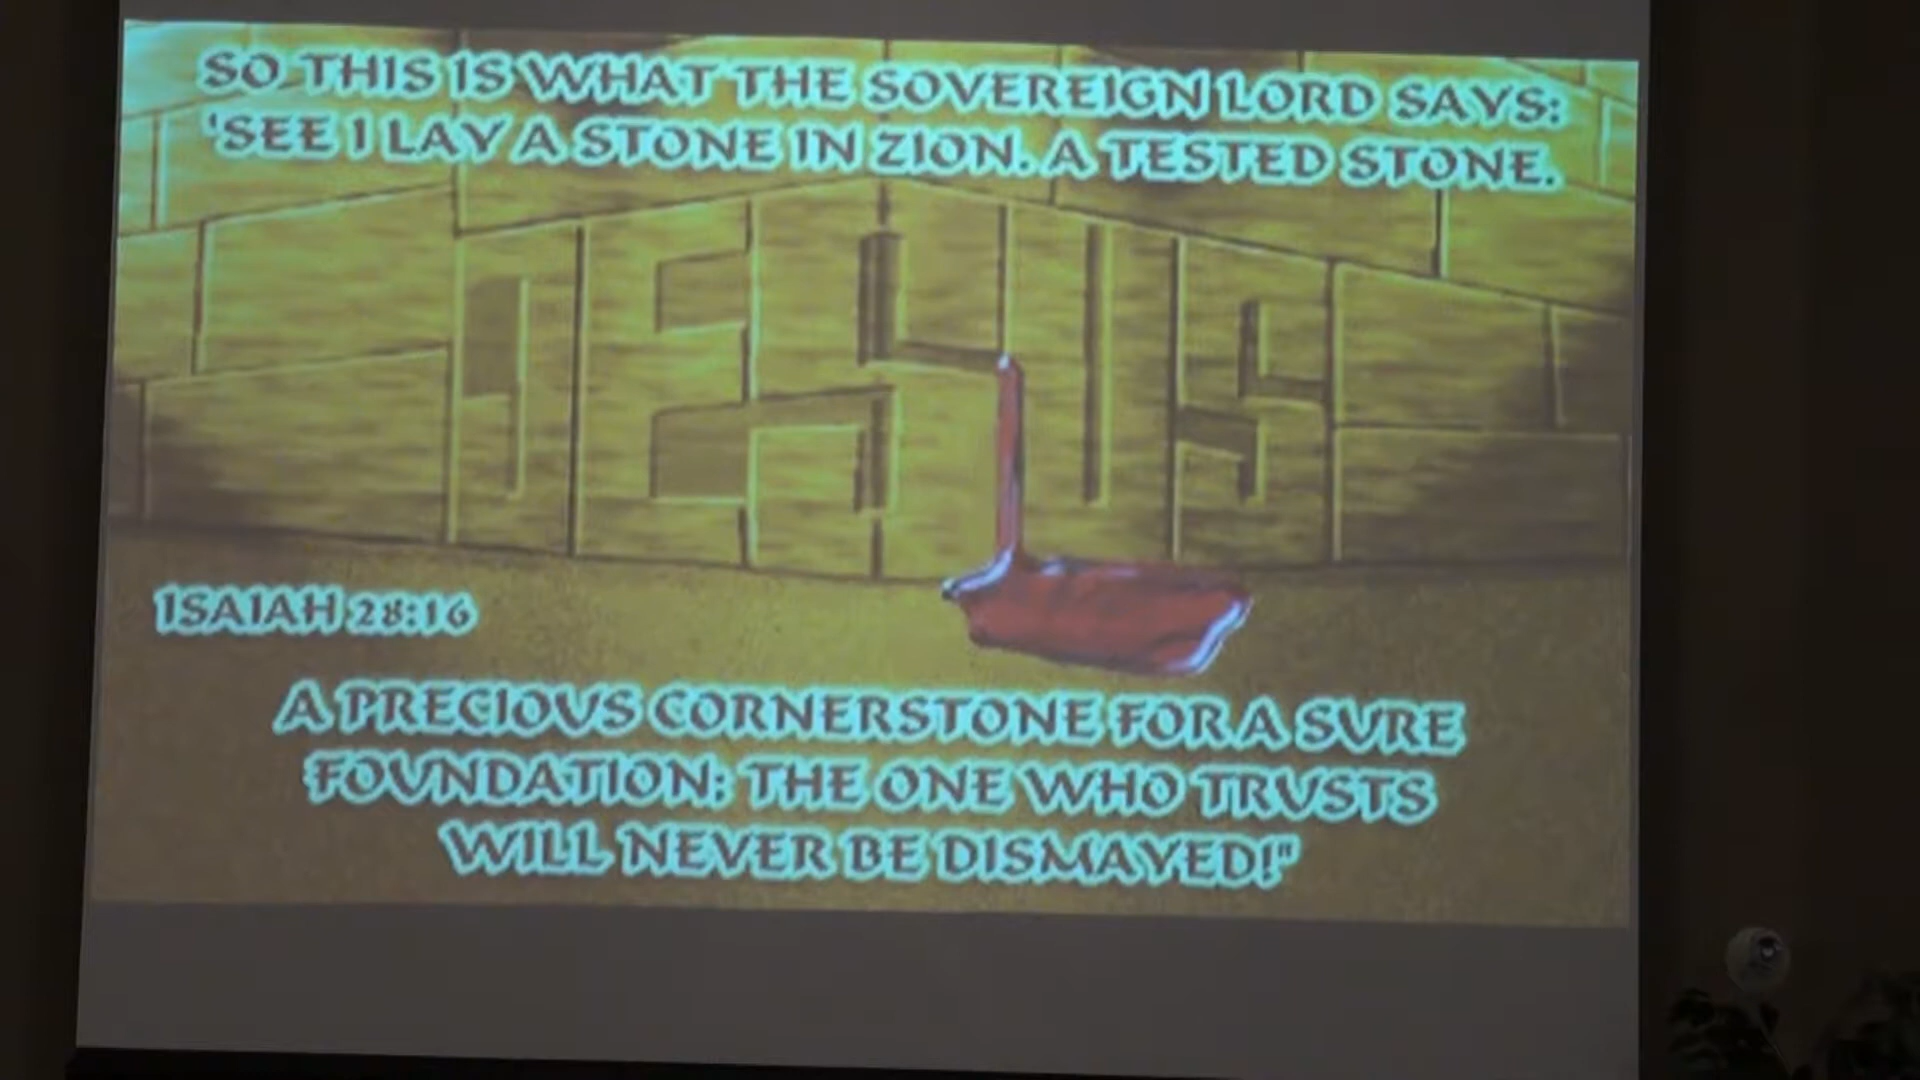 SO THIS IS WHAT THE SOVEREIGN LORD SAYS:
'SEE I LAY A STONE IN ZION. A TESTED STONE.
JESUS
ISAIAH 28:16
A PRECIOUS CORNERSTONE FOR A SURE
FOUNDATION: THE ONE WHO TRUSTS
WILL NEVER BE DISMAYED!"